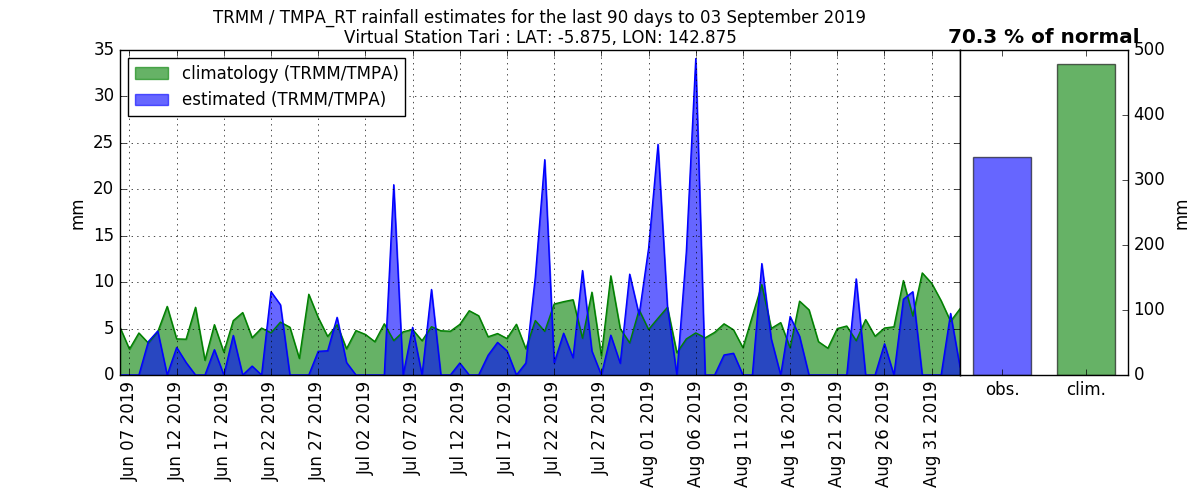 TRMM / TMPA_RT rainfall estimates for the last 90 days to 03 September 2019
Virtual Station Tari : LAT: -5.875, LON: 142.875
70.3 % of normal
climatology (TRMM/TMPA)
estimated (TRMM/TMPA)
35
30
25
20
15
10
5
0
mm
Jun 07 2019
Jun 12 2019
Jun 17 2019
Jun 22 2019
Jun 27 2019
Jul 02 2019
Jul 07 2019
Jul 12 2019
Jul 17 2019
Jul 22 2019
Jul 27 2019
Aug 01 2019
Aug 06 2019
Aug 11 2019
Aug 16 2019
Aug 21 2019
Aug 26 2019
Aug 31 2019
obs.
clim.
500
400
300
200
100
0
mm